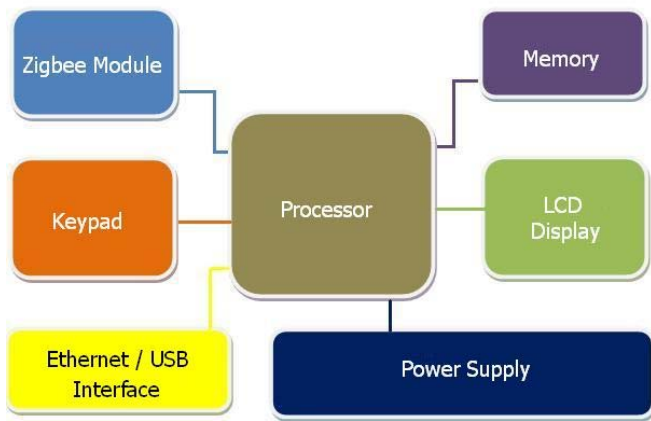 Zigbee Module
Memory
Processor
Keypad
LCD
Display
Ethernet / USB
Interface
Power Supply